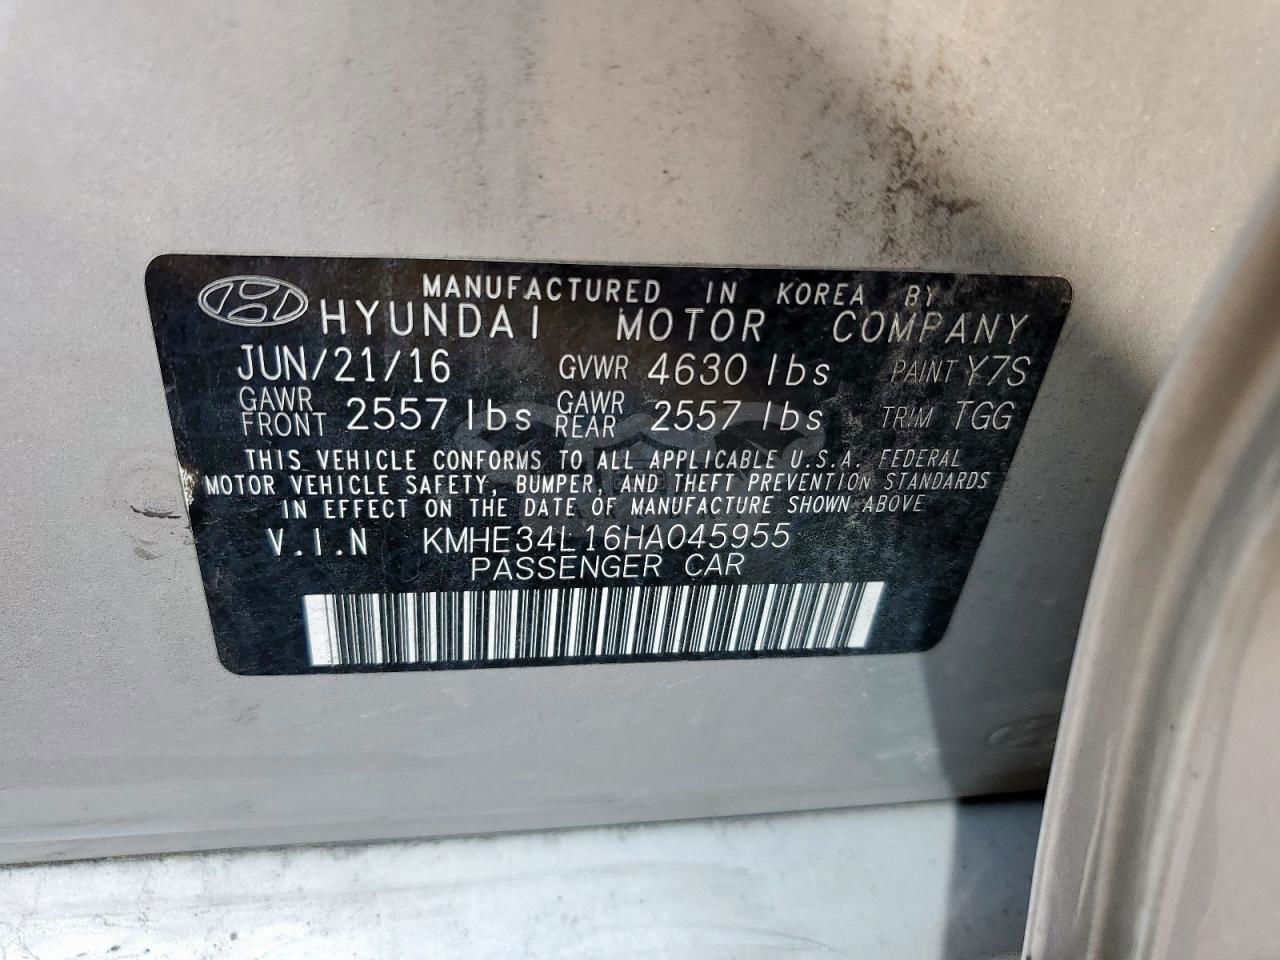 MANUFACTURED IN KOREA BY
HYUNDAI MOTOR COMPANY
JUN/21/16 GVWR 4630 lbs PAINT Y7S
GAWR FRONT 2557 lbs GAWR REAR 2557 lbs TRIM TGG
THIS VEHICLE CONFORMS TO ALL APPLICABLE U.S.A. FEDERAL
MOTOR VEHICLE SAFETY, BUMPER, AND THEFT PREVENTION STANDARDS
IN EFFECT ON THE DATE OF MANUFACTURE SHOWN ABOVE
V.I.N KMHE34L16HA045955
PASSENGER CAR